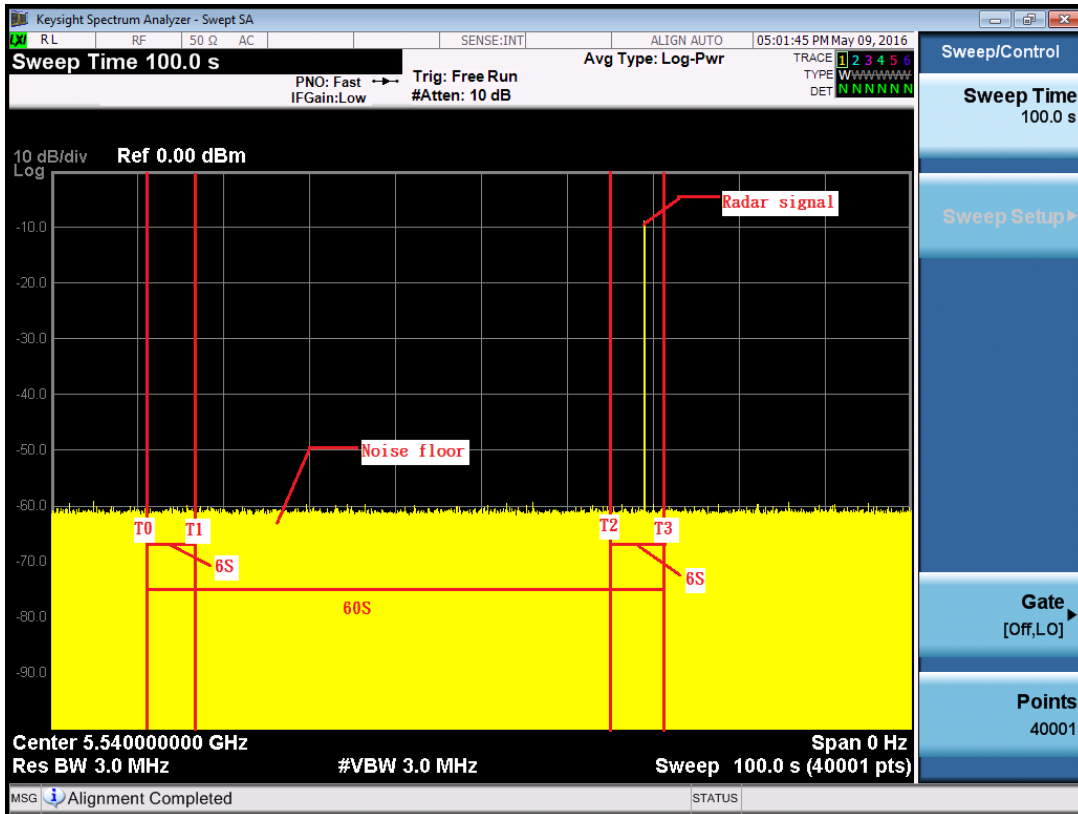 Keysight Spectrum Analyzer - Swept SA
LXI RL RF 50 Ω AC SENSE:INT ALIGN AUTO 05:01:45 PM May 09, 2016
Sweep Time 100.0 s
PNO: Fast
IFGain:Low
Trig: Free Run
#Atten: 10 dB
Avg Type: Log-Pwr
TRACE 1 2 3 4 5 6
TYPE WWWWWW
DET N N N N N N
Sweep/Control
Sweep Time
100.0 s
Sweep Setup
Gate
[Off,LO]
Points
40001
10 dB/div Ref 0.00 dBm
Log
-10.0
-20.0
-30.0
-40.0
-50.0
-60.0
-70.0
-80.0
-90.0
Radar signal
Noise floor
T0 T1 T2 T3
6S 6S
60S
Center 5.540000000 GHz Span 0 Hz
Res BW 3.0 MHz #VBW 3.0 MHz Sweep 100.0 s (40001 pts)
MSG Alignment Completed STATUS